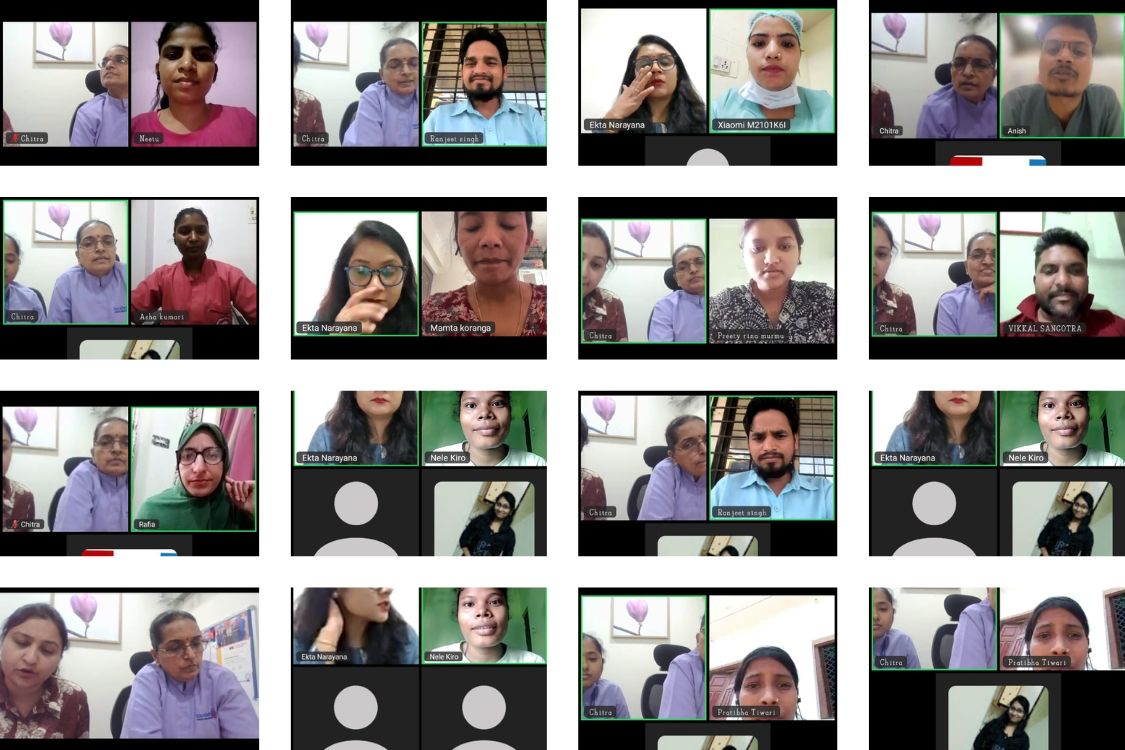 Chitra
Neetu
Chitra
Ranjeet singh
Ekta Narayana
Xiaomi M2101K6I
Chitra
Anish
Chitra
Asha kumari
Ekta Narayana
Mamta koranga
Chitra
Preety rina murmu
Chitra
VIKKAL SANGOTRA
Chitra
Rafia
Ekta Narayana
Nele Kiro
Chitra
Ranjeet singh
Ekta Narayana
Nele Kiro
Ekta Narayana
Nele Kiro
Chitra
Pratibha Tiwari
Chitra
Pratibha Tiwari